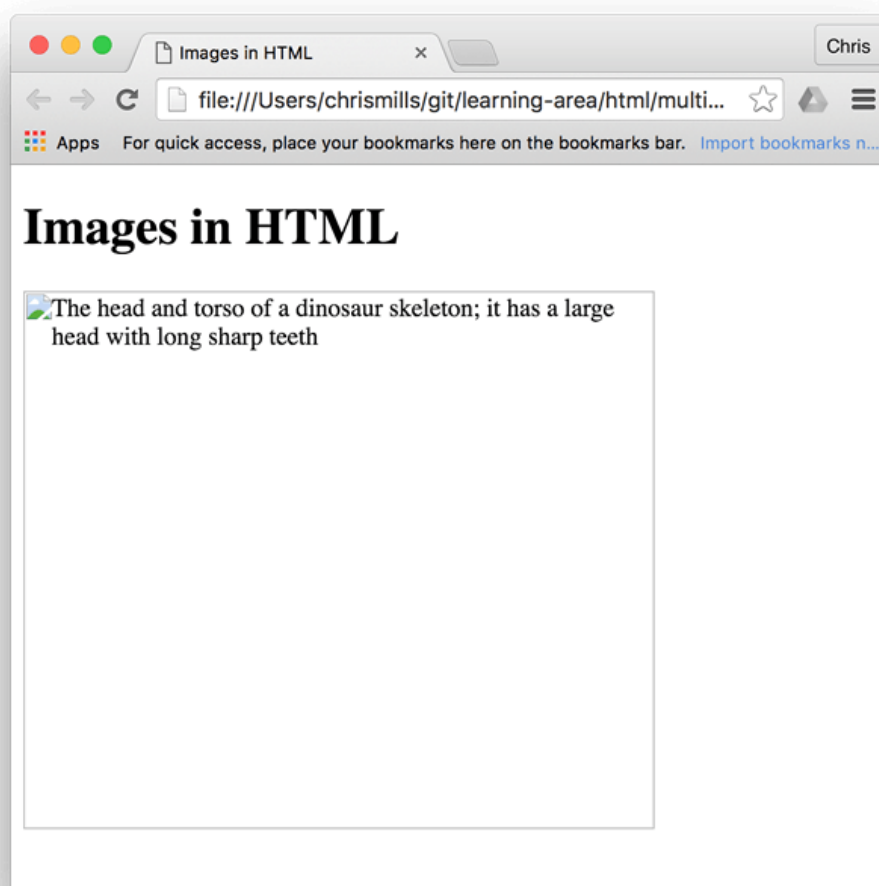 Images in HTML
Chris
file:///Users/chrismills/git/learning-area/html/multi...
Apps For quick access, place your bookmarks here on the bookmarks bar. Import bookmarks n...
Images in HTML
The head and torso of a dinosaur skeleton; it has a large
head with long sharp teeth